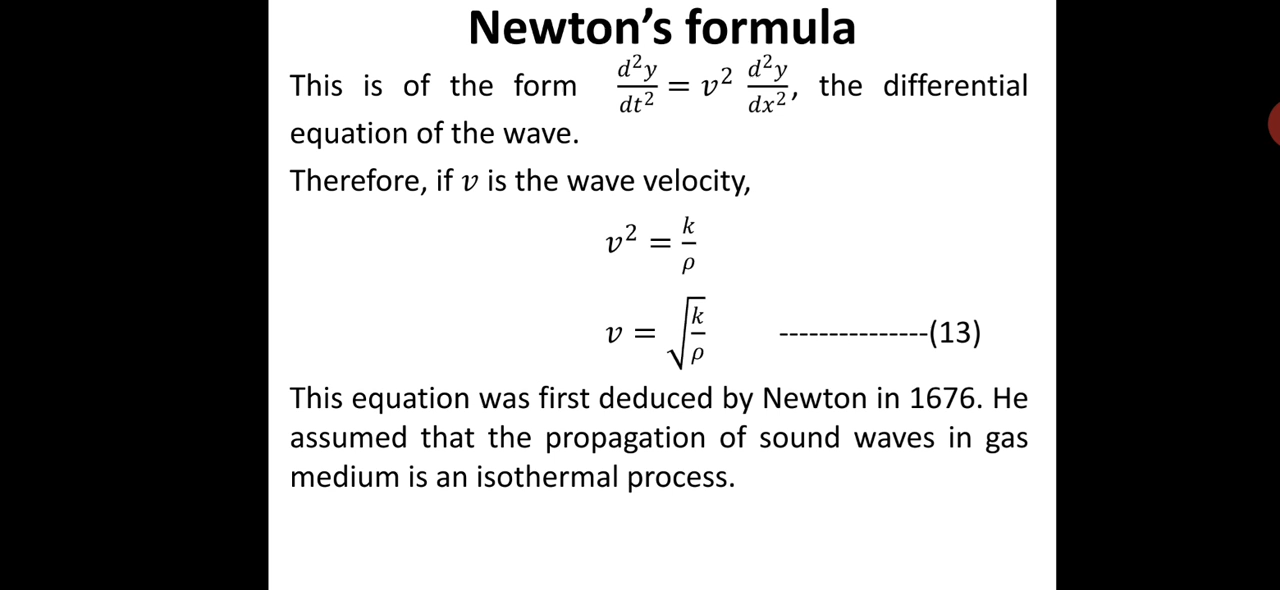 Newton’s formula
This is of the form d²y/dt² = v² d²y/dx², the differential
equation of the wave.
Therefore, if v is the wave velocity,
v² = k/ρ
v = √(k/ρ) ---------------(13)
This equation was first deduced by Newton in 1676. He
assumed that the propagation of sound waves in gas
medium is an isothermal process.